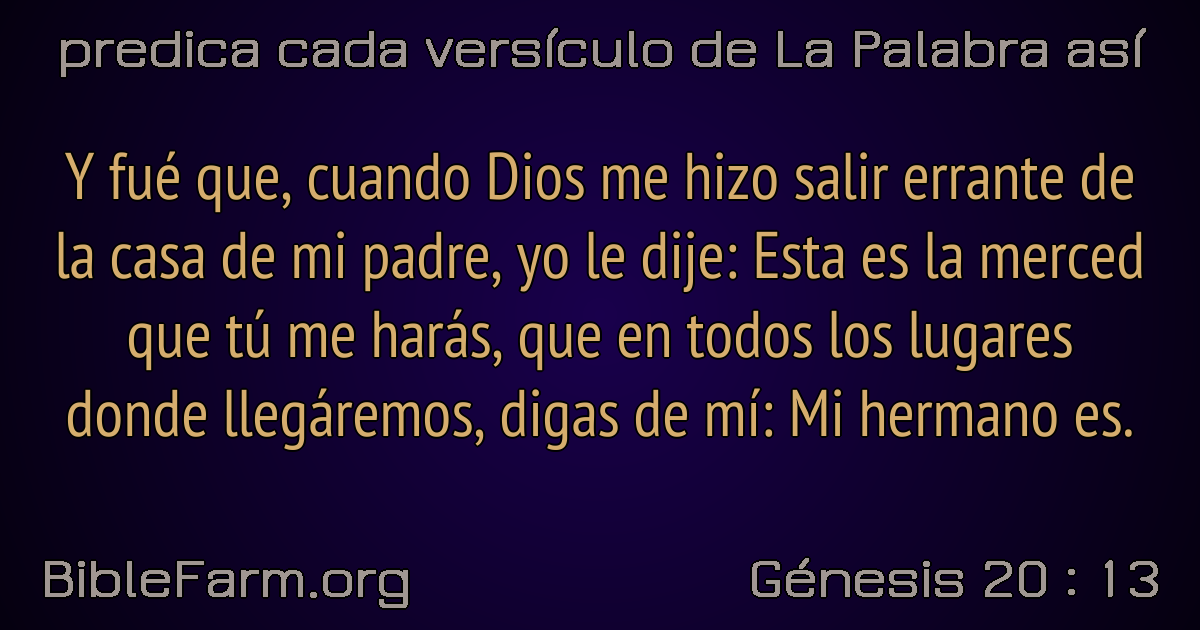 predica cada versículo de La Palabra así
Y fué que, cuando Dios me hizo salir errante de
la casa de mi padre, yo le dije: Esta es la merced
que tú me harás, que en todos los lugares
donde llegáremos, digas de mí: Mi hermano es.
BibleFarm.org
Génesis 20 : 13